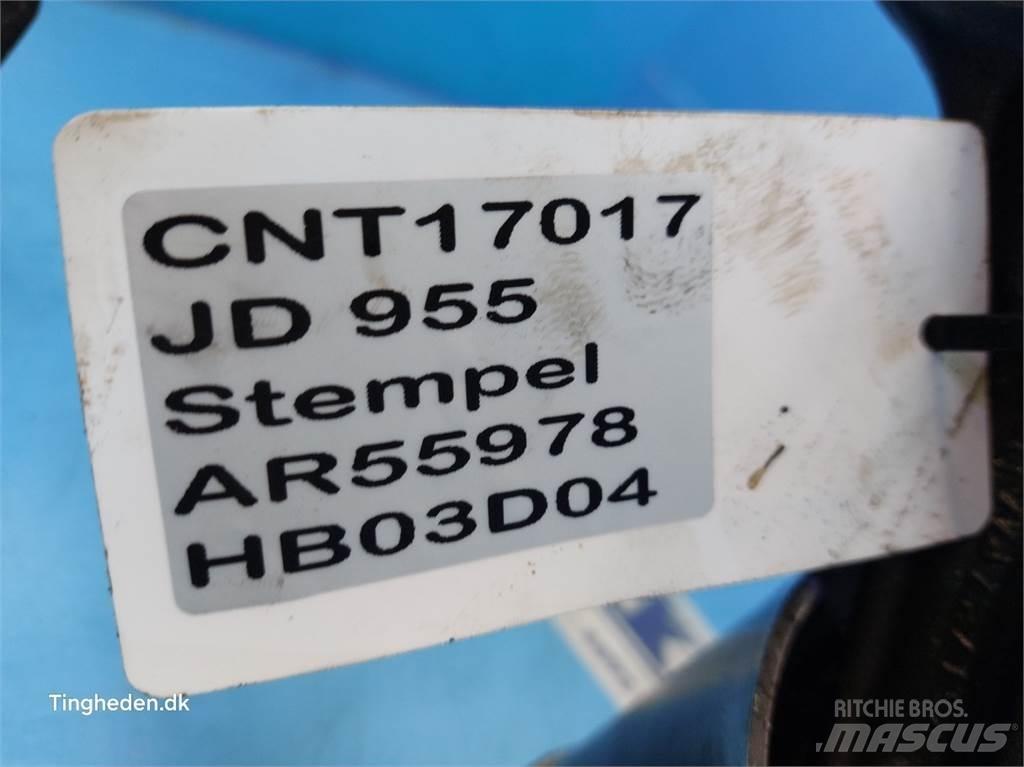 CNT17017
JD 955
Stempel
AR55978
HB03D04
Tingheden.dk
RITCHIE BROS.
MASCUS